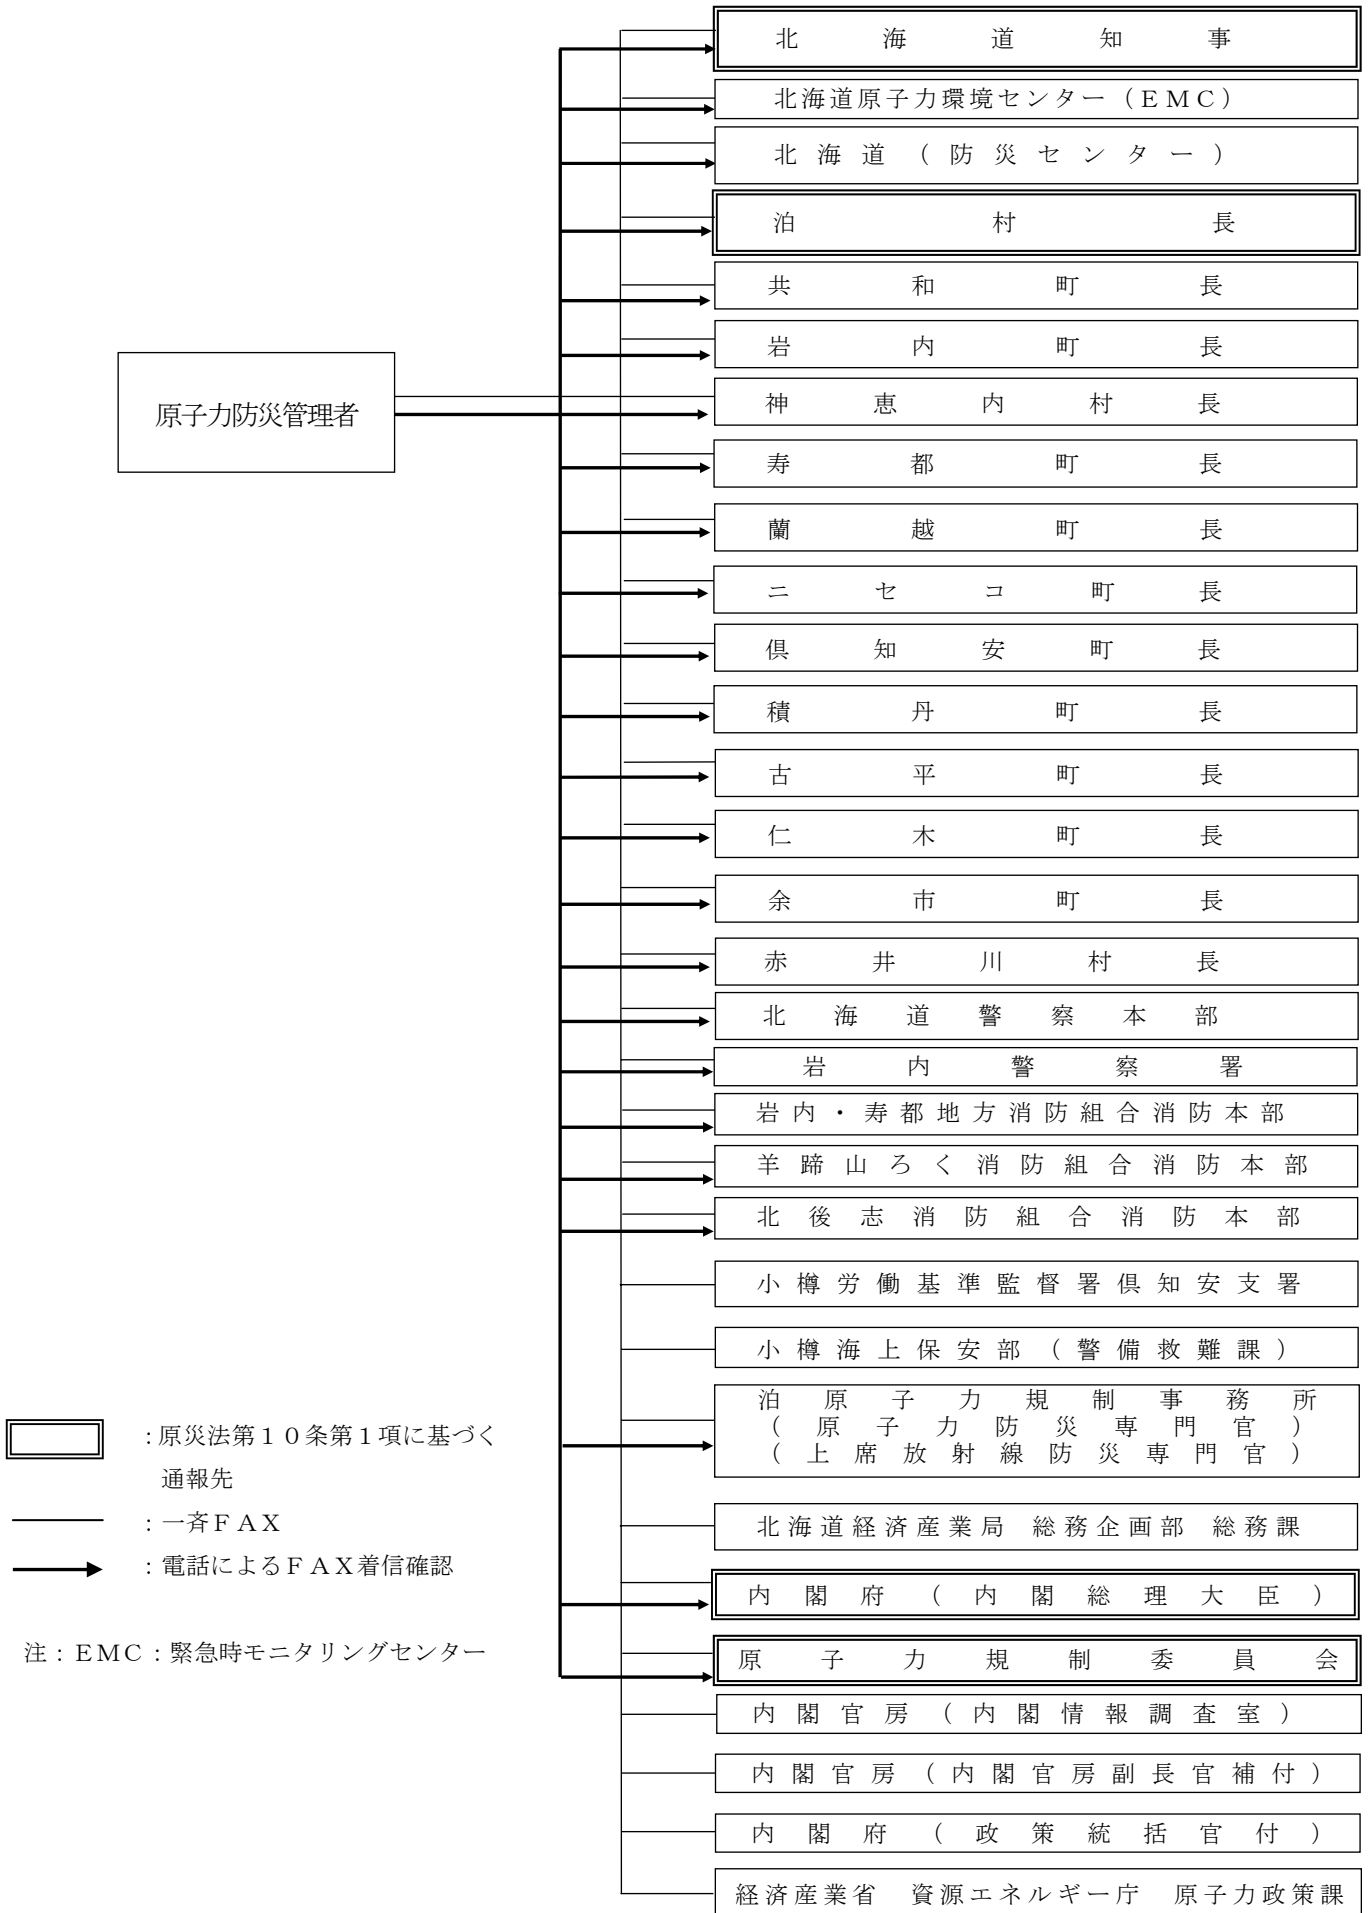 北海道知事
北海道原子力環境センター（ＥＭＣ）
北海道（防災センター）
泊村長
共和町長
岩内町長
神恵内村長
原子力防災管理者
寿都町長
蘭越町長
ニセコ町長
倶知安町長
積丹町長
古平町長
仁木町長
余市町長
赤井川村長
北海道警察本部
岩内警察署
岩内・寿都地方消防組合消防本部
羊蹄山ろく消防組合消防本部
北後志消防組合消防本部
小樽労働基準監督署倶知安支署
小樽海上保安部（警備救難課）
泊原子力規制事務所
（原子力防災専門官）
（上席放射線防災専門官）
北海道経済産業局　総務企画部　総務課
内閣府（内閣総理大臣）
原子力規制委員会
内閣官房（内閣情報調査室）
内閣官房（内閣官房副長官補付）
内閣府（政策統括官付）
経済産業省　資源エネルギー庁　原子力政策課
：原災法第１０条第１項に基づく
通報先
：一斉ＦＡＸ
：電話によるＦＡＸ着信確認
注：ＥＭＣ：緊急時モニタリングセンター